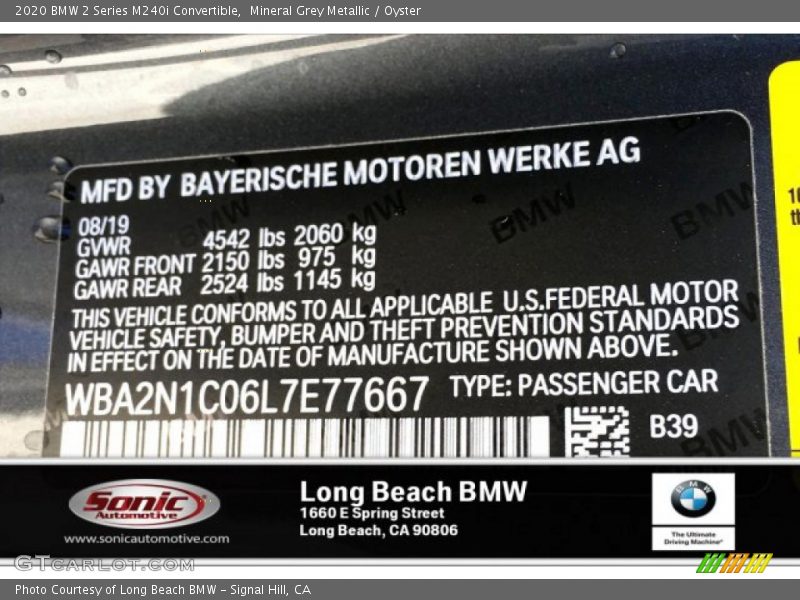 2020 BMW 2 Series M240i Convertible,  Mineral Grey Metallic / Oyster
MFD BY BAYERISCHE MOTOREN WERKE AG
08/19
GVWR 4542 lbs 2060 kg
GAWR FRONT 2150 lbs 975 kg
GAWR REAR 2524 lbs 1145 kg
THIS VEHICLE CONFORMS TO ALL APPLICABLE U.S.FEDERAL MOTOR
VEHICLE SAFETY, BUMPER AND THEFT PREVENTION STANDARDS
IN EFFECT ON THE DATE OF MANUFACTURE SHOWN ABOVE.
WBA2N1C06L7E77667 TYPE: PASSENGER CAR
B39
BMW
BMW
BMW
BMW
BMW
Sonic
Automotive
www.sonicautomotive.com
Long Beach BMW
1660 E Spring Street
Long Beach, CA 90806
BMW
The Ultimate
Driving Machine®
GTCARLOT.COM
Photo Courtesy of Long Beach BMW – Signal Hill, CA